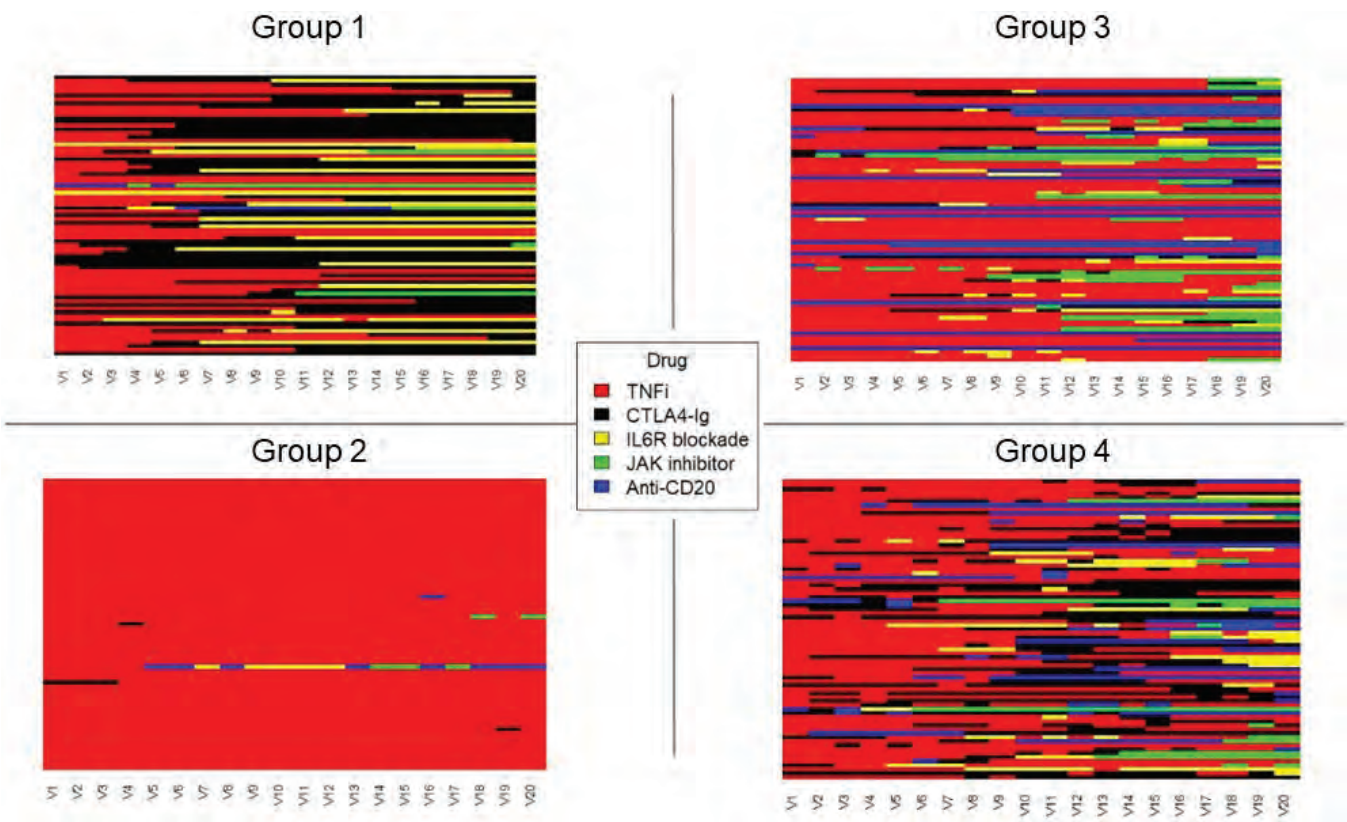 Group 1
V1 V2 V3 V4 V5 V6 V7 V8 V9 V10 V11 V12 V13 V14 V15 V16 V17 V18 V19 V20
Group 3
V1 V2 V3 V4 V5 V6 V7 V8 V9 V10 V11 V12 V13 V14 V15 V16 V17 V18 V19 V20
Drug
TNFi
CTLA4-Ig
IL6R blockade
JAK inhibitor
Anti-CD20
Group 2
V1 V2 V3 V4 V5 V6 V7 V8 V9 V10 V11 V12 V13 V14 V15 V16 V17 V18 V19 V20
Group 4
V1 V2 V3 V4 V5 V6 V7 V8 V9 V10 V11 V12 V13 V14 V15 V16 V17 V18 V19 V20